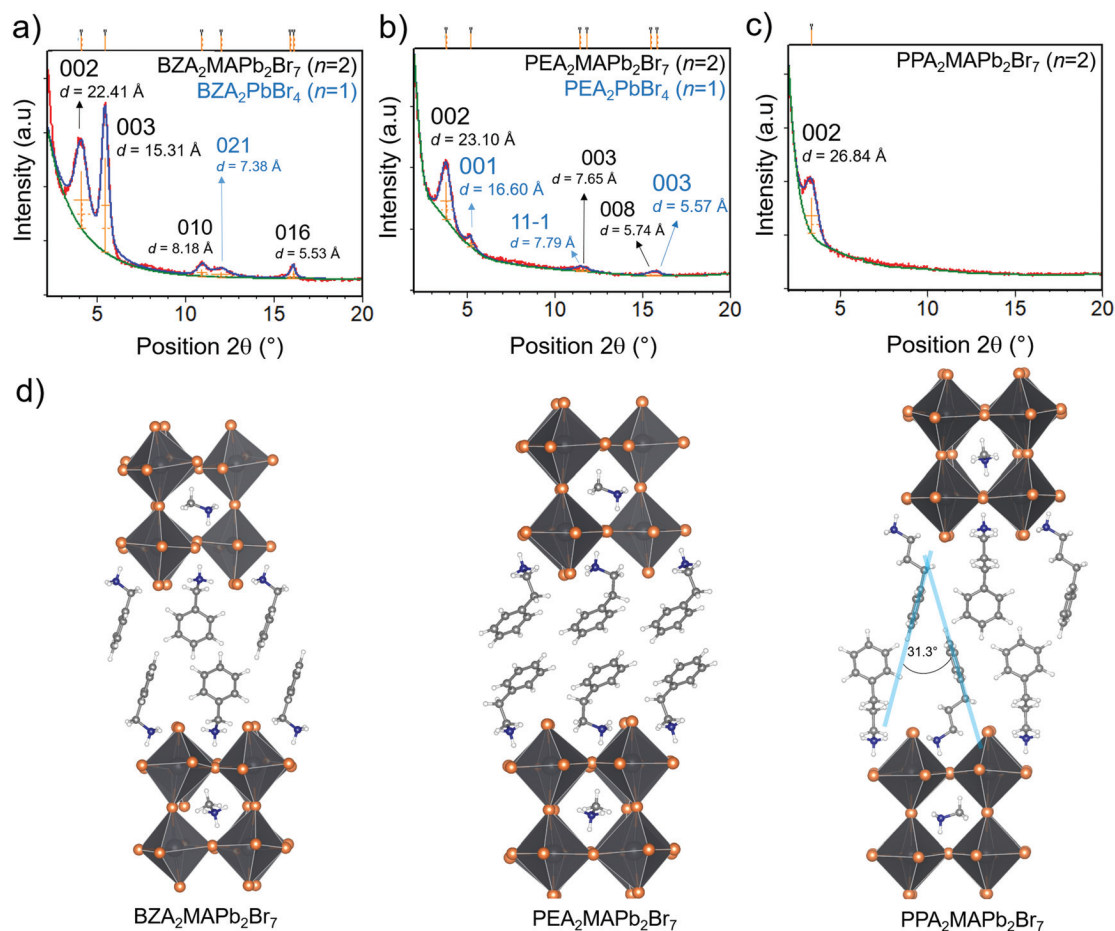 a)
BZA₂MAPb₂Br₇ (n=2)
BZA₂PbBr₄ (n=1)
002
d = 22.41 Å
003
d = 15.31 Å
021
d = 7.38 Å
010
d = 8.18 Å
016
d = 5.53 Å
Intensity (a.u)
5
10
15
20
Position 2θ (°)
b)
PEA₂MAPb₂Br₇ (n=2)
PEA₂PbBr₄ (n=1)
002
d = 23.10 Å
001
d = 16.60 Å
11-1
d = 7.79 Å
003
d = 7.65 Å
008
d = 5.74 Å
003
d = 5.57 Å
Intensity (a.u)
5
10
15
20
Position 2θ (°)
c)
PPA₂MAPb₂Br₇ (n=2)
002
d = 26.84 Å
Intensity (a.u)
5
10
15
20
Position 2θ (°)
d)
31.3°
BZA₂MAPb₂Br₇
PEA₂MAPb₂Br₇
PPA₂MAPb₂Br₇